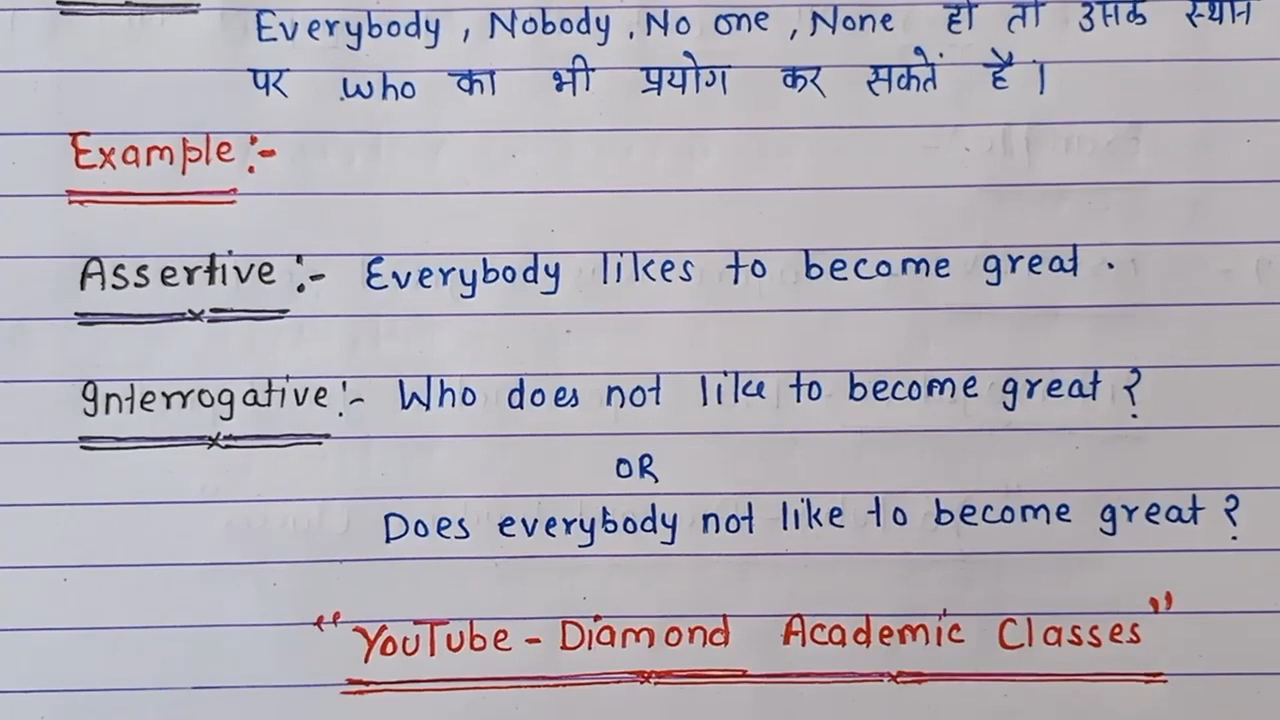 Everybody, Nobody, No one, None हो तो उसके स्थान
पर who का भी प्रयोग कर सकतें है।
Example:-
Assertive:- Everybody likes to become great.
Interrogative:- Who does not like to become great?
OR
Does everybody not like to become great?
"YouTube - Diamond Academic Classes"